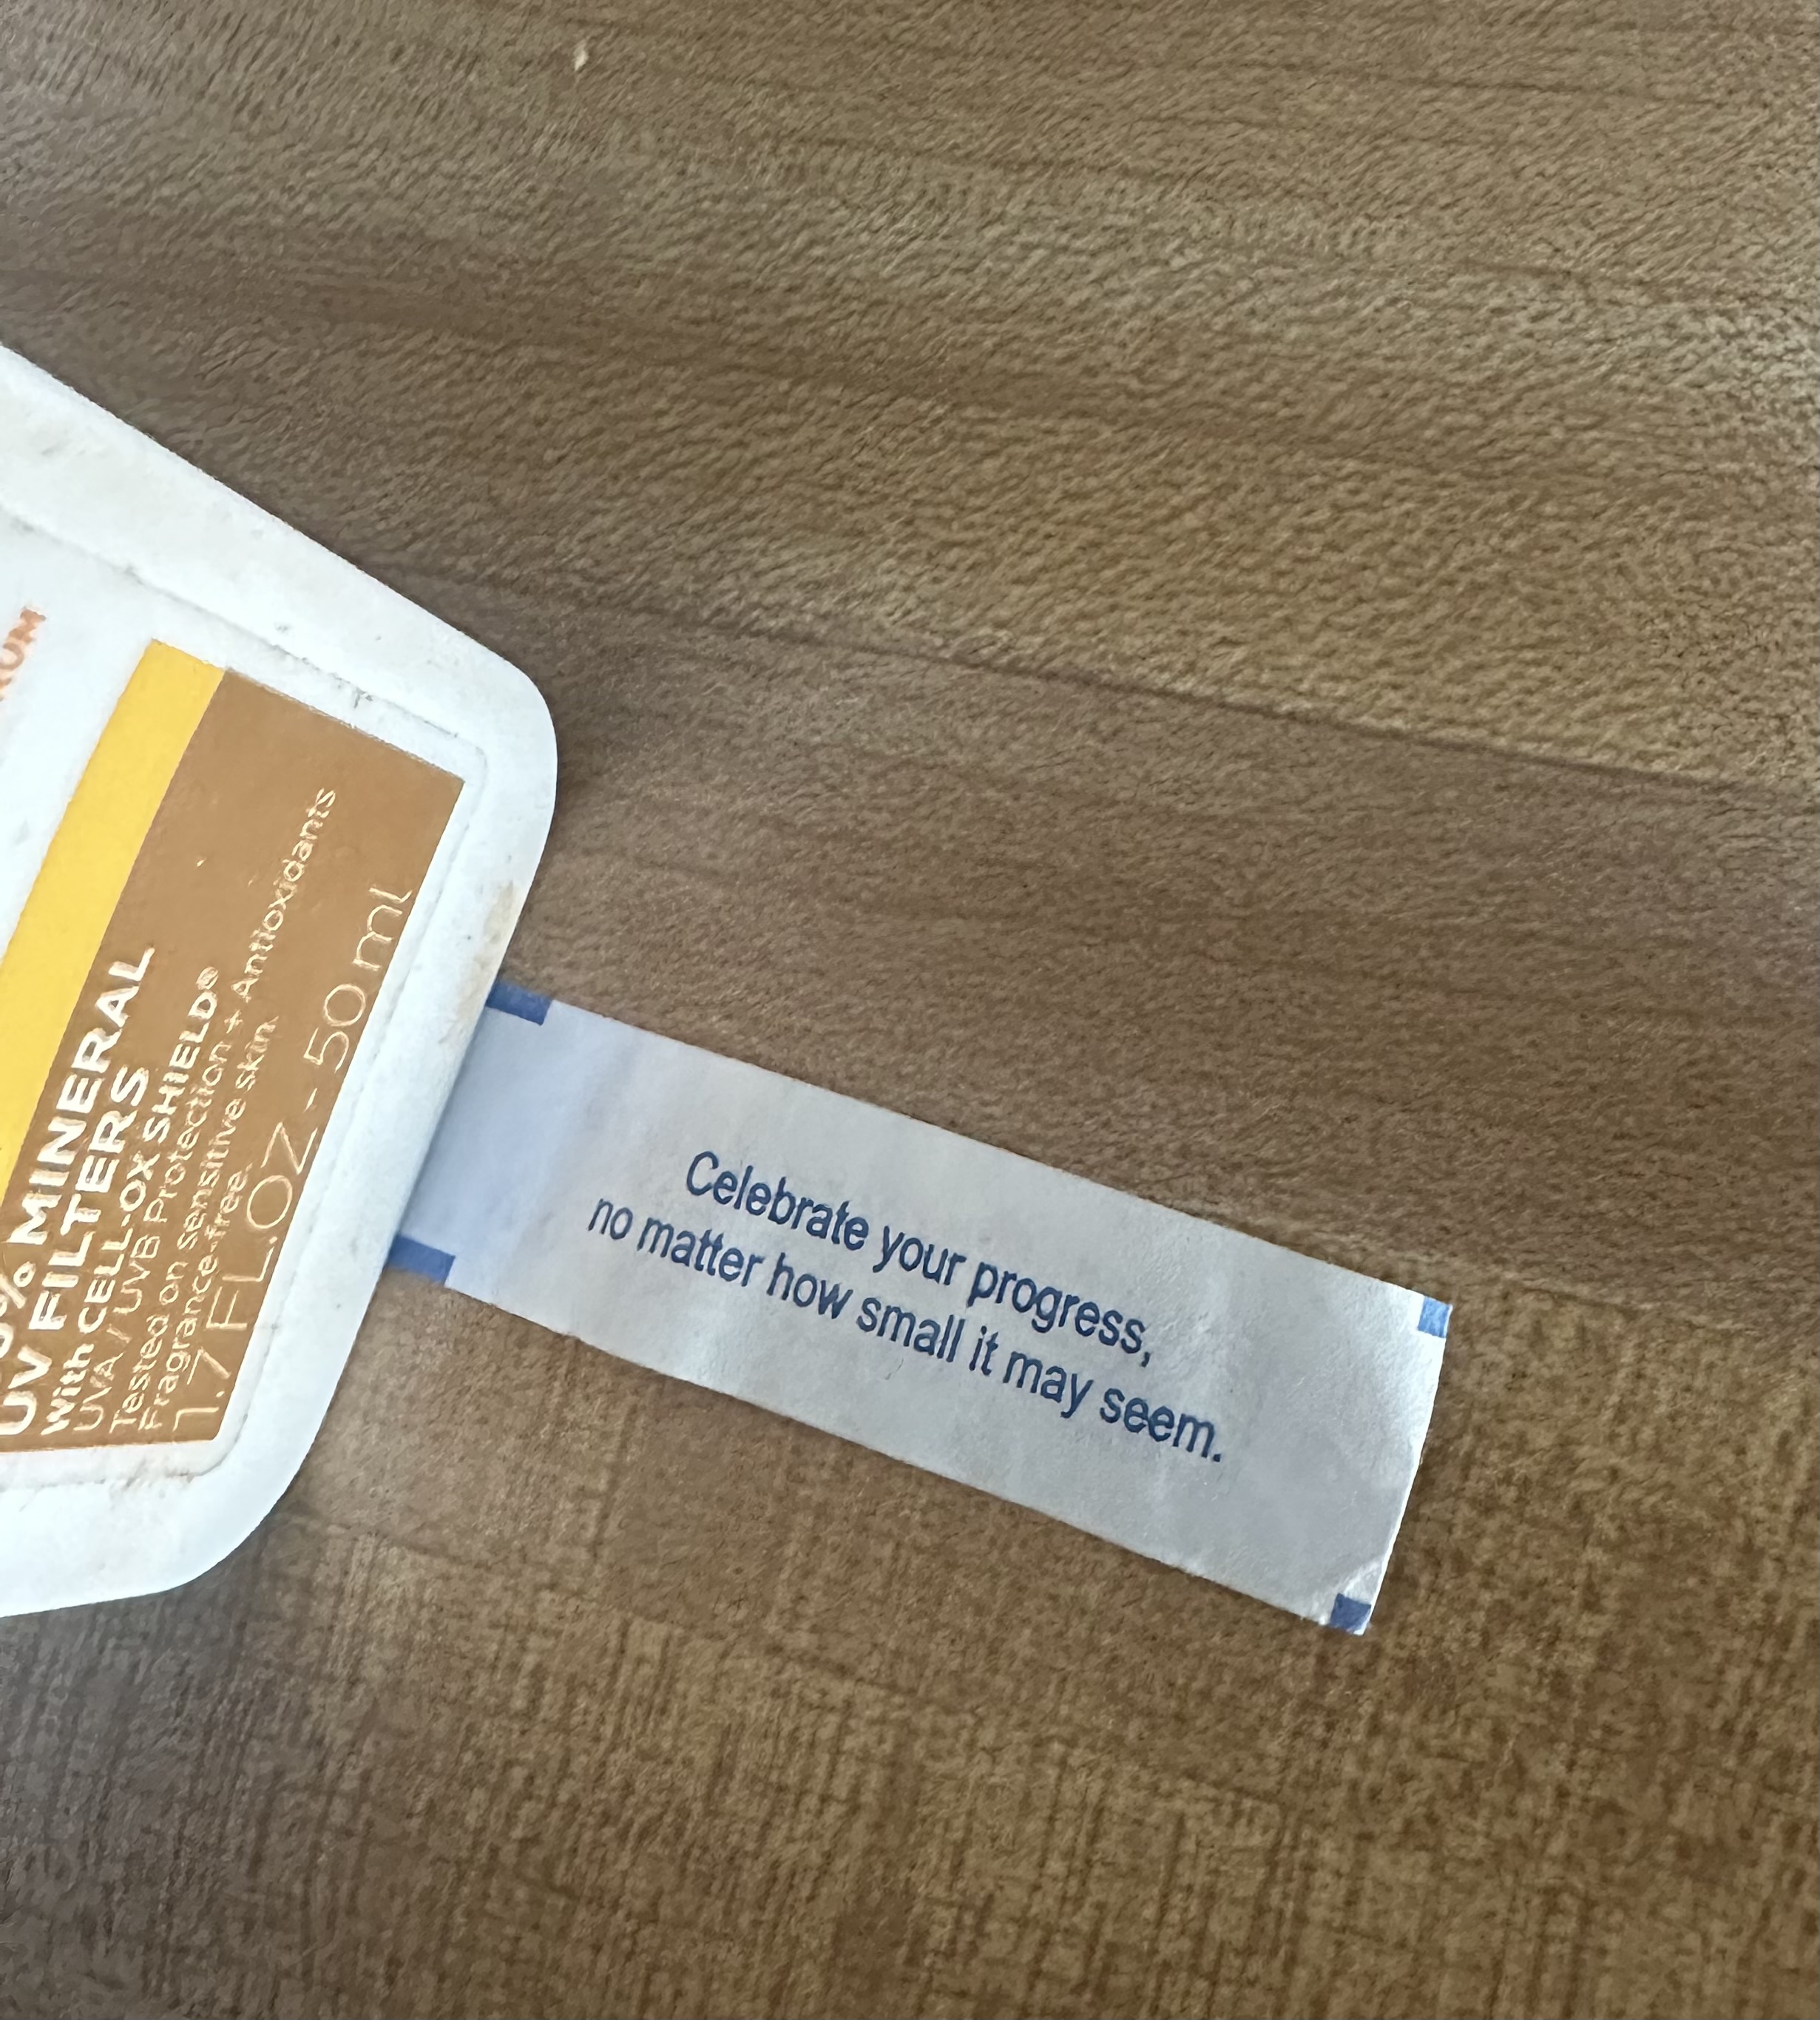 MINERAL
UV FILTERS
With CELL-OX SHIELD®
UVA / UVB Protection + Antioxidants
Tested on Sensitive skin.
Fragrance-free.
1.7 FL.OZ - 50 ml
Celebrate your progress,
no matter how small it may seem.